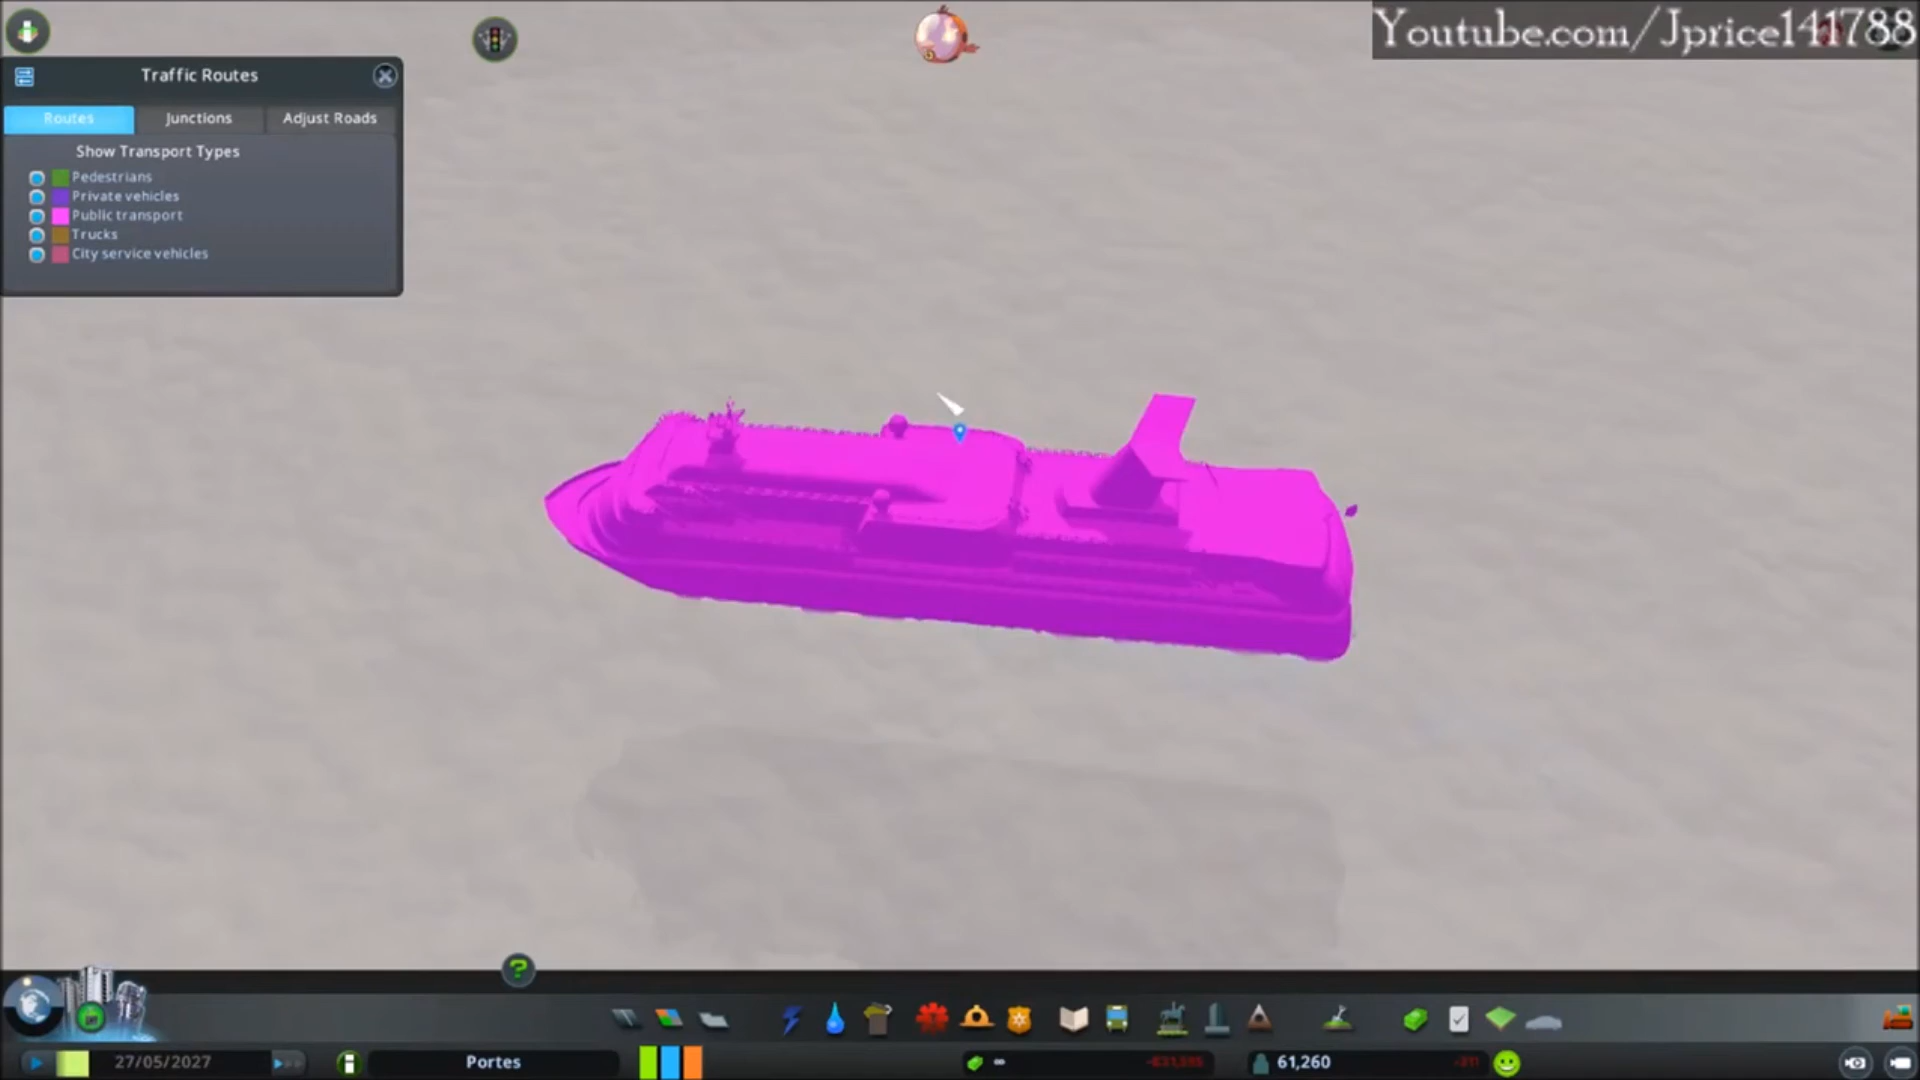 Youtube.com/Jprice141788
Traffic Routes
Routes
Junctions
Adjust Roads
Show Transport Types
Pedestrians
Private vehicles
Public transport
Trucks
City service vehicles
?
27/05/2027
Portes
∞
61,260